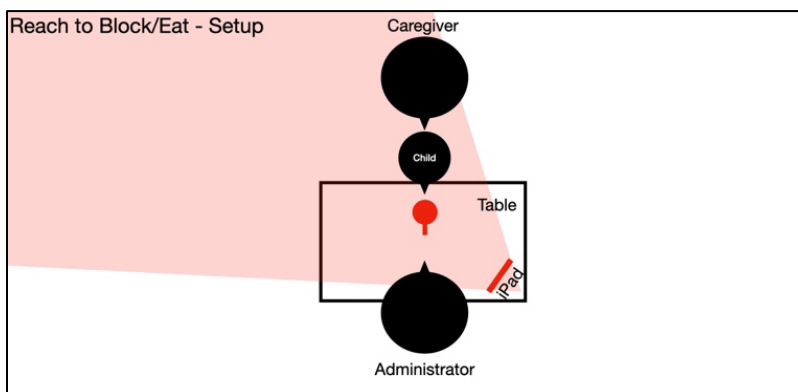 Reach to Block/Eat - Setup
Caregiver
Child
Table
iPad
Administrator